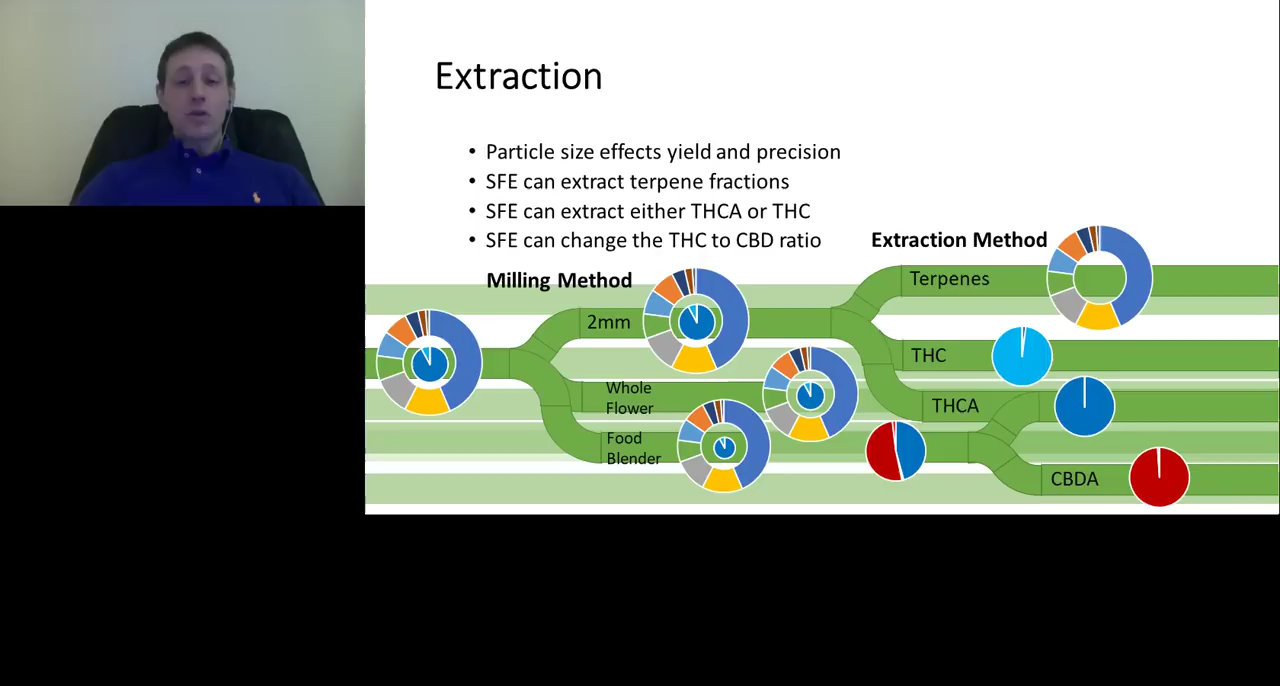 Extraction
• Particle size effects yield and precision
• SFE can extract terpene fractions
• SFE can extract either THCA or THC
• SFE can change the THC to CBD ratio
Extraction Method
Milling Method
Terpenes
2mm
THC
Whole
Flower
THCA
Food
Blender
CBDA